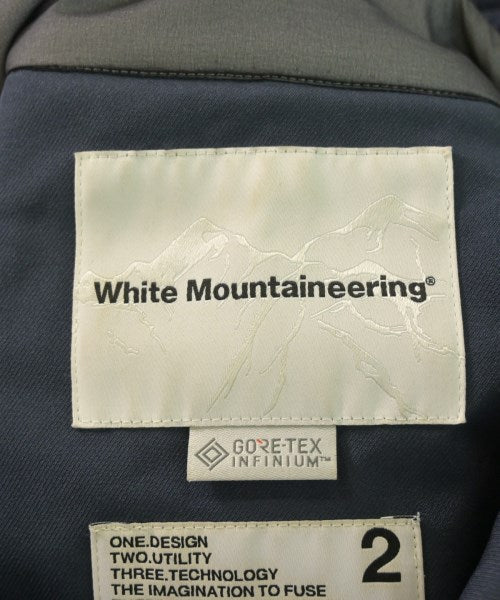 White Mountaineering®
GORE-TEX
INFINIUM™
ONE.DESIGN
TWO.UTILITY
THREE.TECHNOLOGY
THE IMAGINATION TO FUSE
2